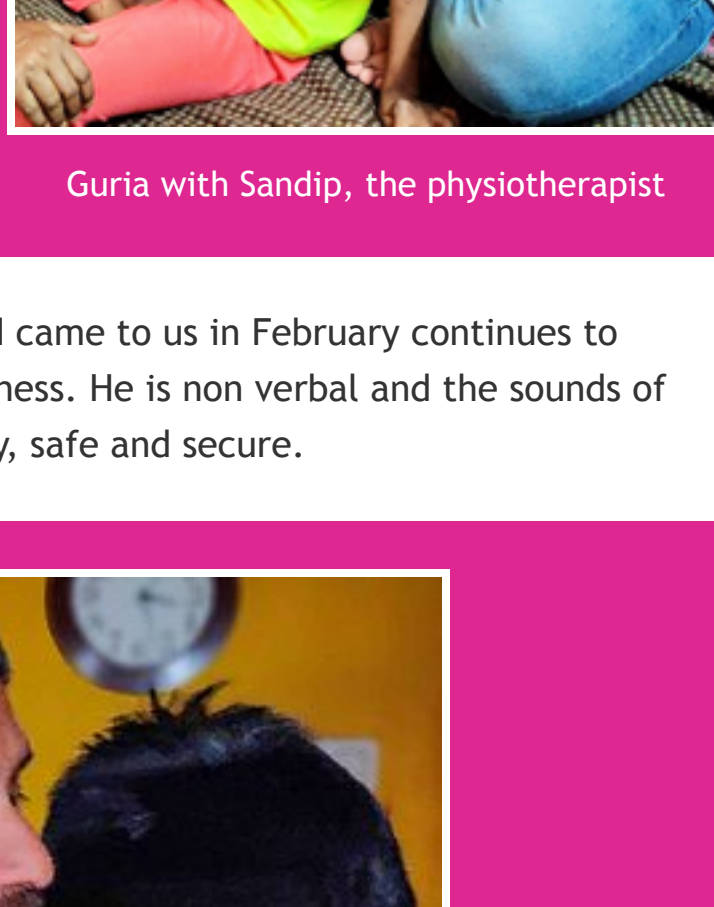 Guria with Sandip, the physiotherapist
came to us in February continues to
ness. He is non verbal and the sounds of
, safe and secure.